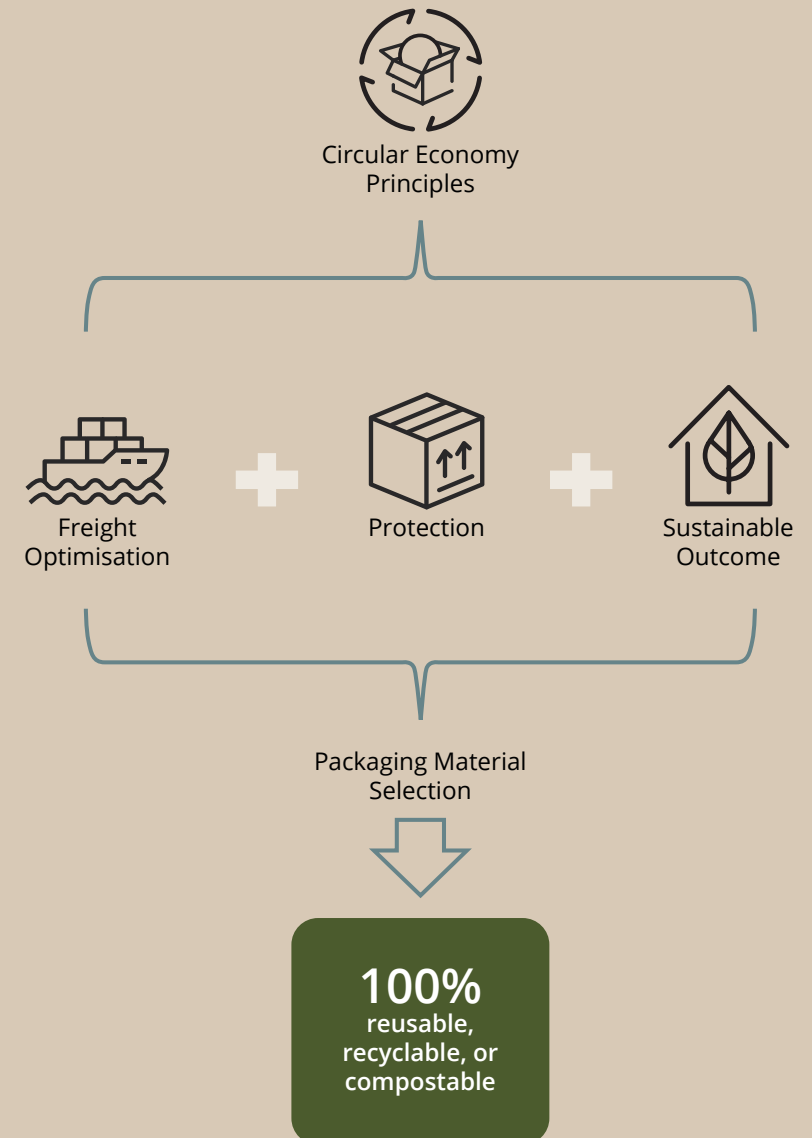 Circular Economy
Principles
Freight
Optimisation
Protection
Sustainable
Outcome
Packaging Material
Selection
100%
reusable,
recyclable, or
compostable